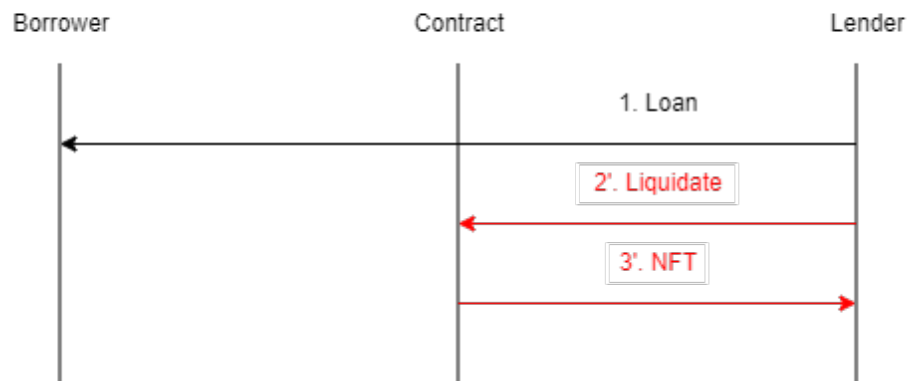 Borrower
Contract
Lender
1. Loan
2'. Liquidate
3'. NFT